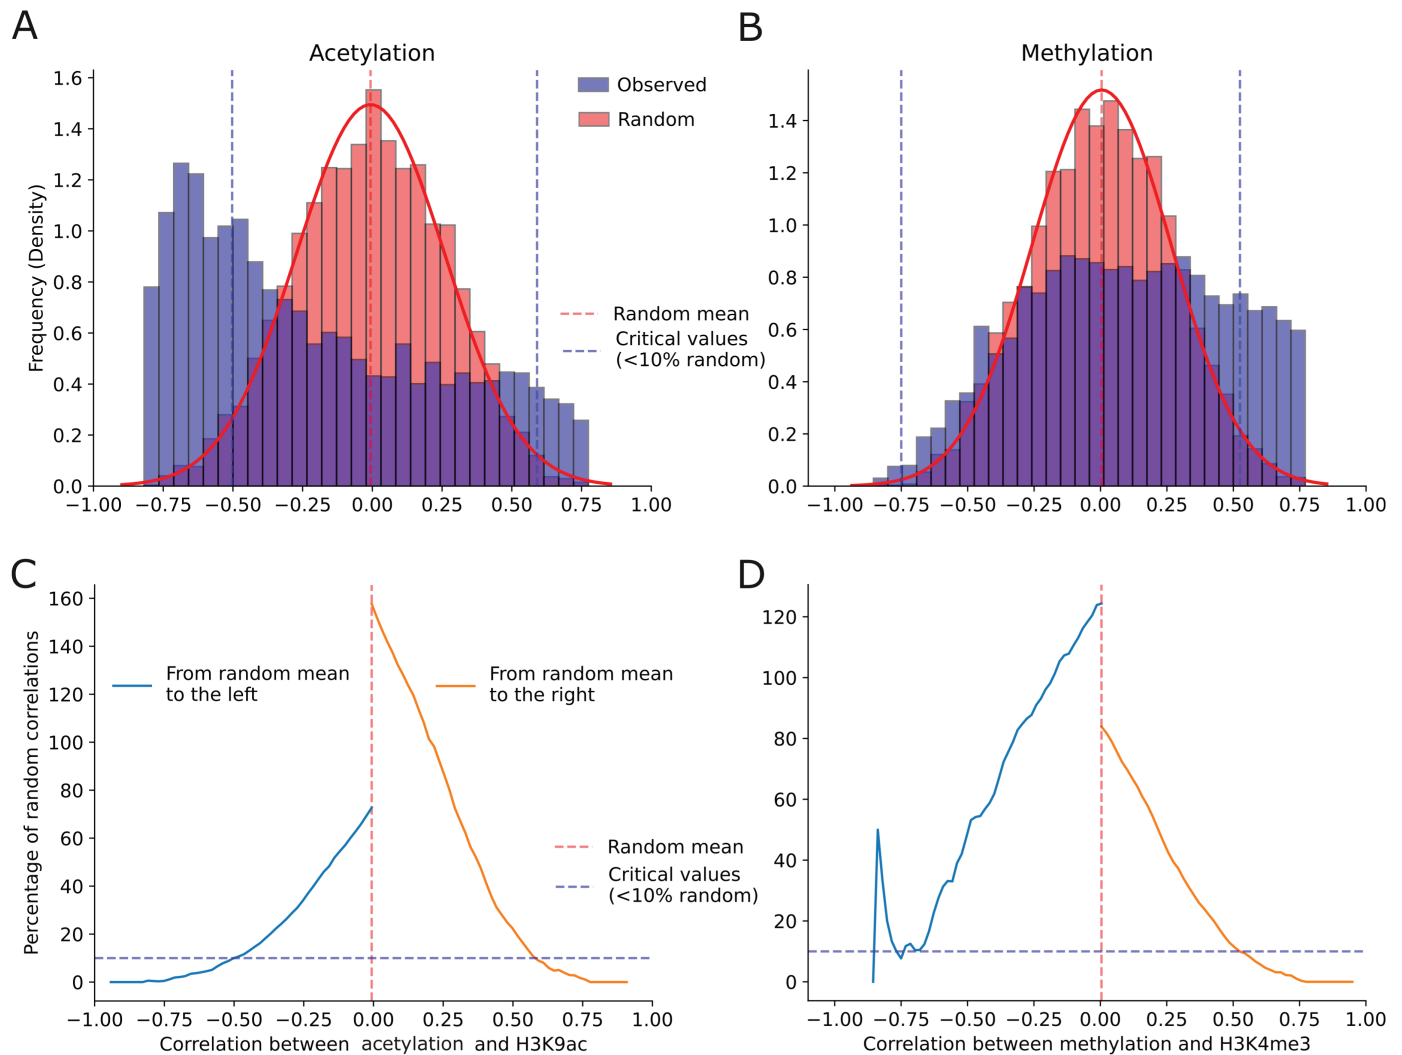 A
Acetylation
Frequency (Density)
1.6
1.4
1.2
1.0
0.8
0.6
0.4
0.2
0.0
−1.00 −0.75 −0.50 −0.25 0.00 0.25 0.50 0.75 1.00
Observed
Random
Random mean
Critical values
(<10% random)
B
Methylation
1.4
1.2
1.0
0.8
0.6
0.4
0.2
0.0
−1.00 −0.75 −0.50 −0.25 0.00 0.25 0.50 0.75 1.00
C
Percentage of random correlations
160
140
120
100
80
60
40
20
0
From random mean
to the left
From random mean
to the right
Random mean
Critical values
(<10% random)
−1.00 −0.75 −0.50 −0.25 0.00 0.25 0.50 0.75 1.00
Correlation between acetylation and H3K9ac
D
120
100
80
60
40
20
0
−1.00 −0.75 −0.50 −0.25 0.00 0.25 0.50 0.75 1.00
Correlation between methylation and H3K4me3